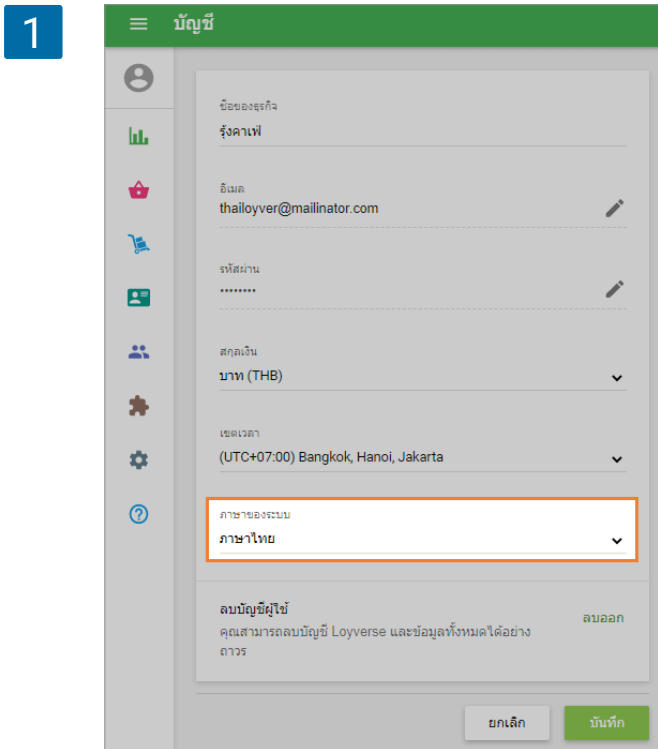 1
บัญชี
ชื่อของธุรกิจ
รุ้งคาเฟ่
อีเมล
thailoyver@mailinator.com
รหัสผ่าน
••••••••
สกุลเงิน
บาท (THB)
เขตเวลา
(UTC+07:00) Bangkok, Hanoi, Jakarta
ภาษาของระบบ
ภาษาไทย
ลบบัญชีผู้ใช้
ลบออก
คุณสามารถลบบัญชี Loyverse และข้อมูลทั้งหมดได้อย่าง
ถาวร
ยกเลิก
บันทึก